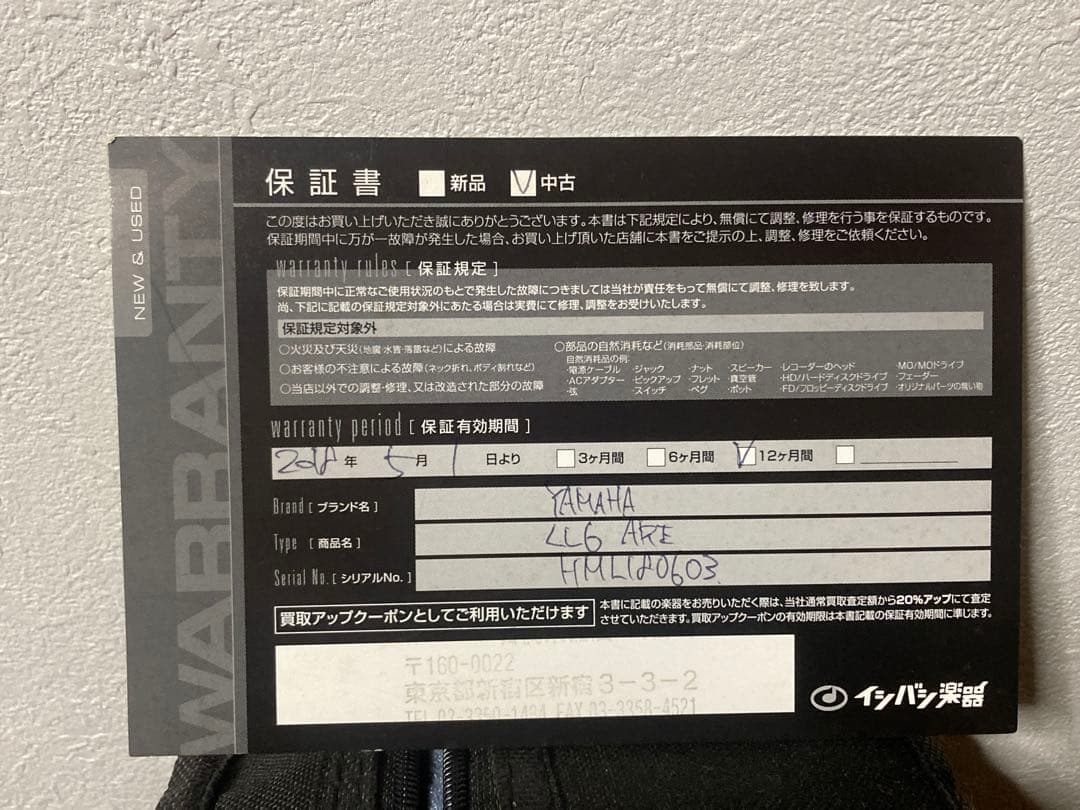 WARRANTY
NEW & USED
保証書 新品 中古
この度はお買い上げいただき誠にありがとうございます。本書は下記規定により、無償にて調整、修理を行う事を保証するものです。
保証期間中に万が一故障が発生した場合、お買い上げ頂いた店舗に本書をご提示の上、調整、修理をご依頼ください。
warranty rules [保証規定]
保証期間中に正常なご使用状況のもとで発生した故障につきましては当社が責任をもって無償にて調整、修理を致します。
尚、下記に記載の保証規定対象外にあたる場合は実費にて修理、調整をお受けいたします。
保証規定対象外
○火災及び天災(地震・水害・落雷など)による故障
○お客様の不注意による故障(ネック折れ、ボディ割れなど)
○当店以外での調整・修理、又は改造された部分の故障
○部品の自然消耗など(消耗部品・消耗部位)
自然消耗品の例:
・電源ケーブル ・ジャック ・ナット ・スピーカー ・レコーダーのヘッド ・MO/MOドライブ
・ACアダプター ・ピックアップ ・フレット ・真空管 ・HD/ハードディスクドライブ ・フェーダー
・弦 ・スイッチ ・ペグ ・ポット ・FD/フロッピーディスクドライブ ・オリジナルパーツの無い物
warranty period [保証有効期間]
年 5月 1日より 3ヶ月間 6ヶ月間 12ヶ月間
Brand [ブランド名] YAMAHA
Type [商品名] LL6 ARE
Serial No. [シリアルNo.] HML180603
買取アップクーポンとしてご利用いただけます
本書に記載の楽器をお売りいただく際は、当社通常買取査定額から20%アップにて査定
させていただきます。買取アップクーポンの有効期限は本書記載の保証有効期間に準じます。
〒160-0022
東京都新宿区新宿3-3-2
TEL 03-3350-1434 FAX 03-3358-4521
イシバシ楽器